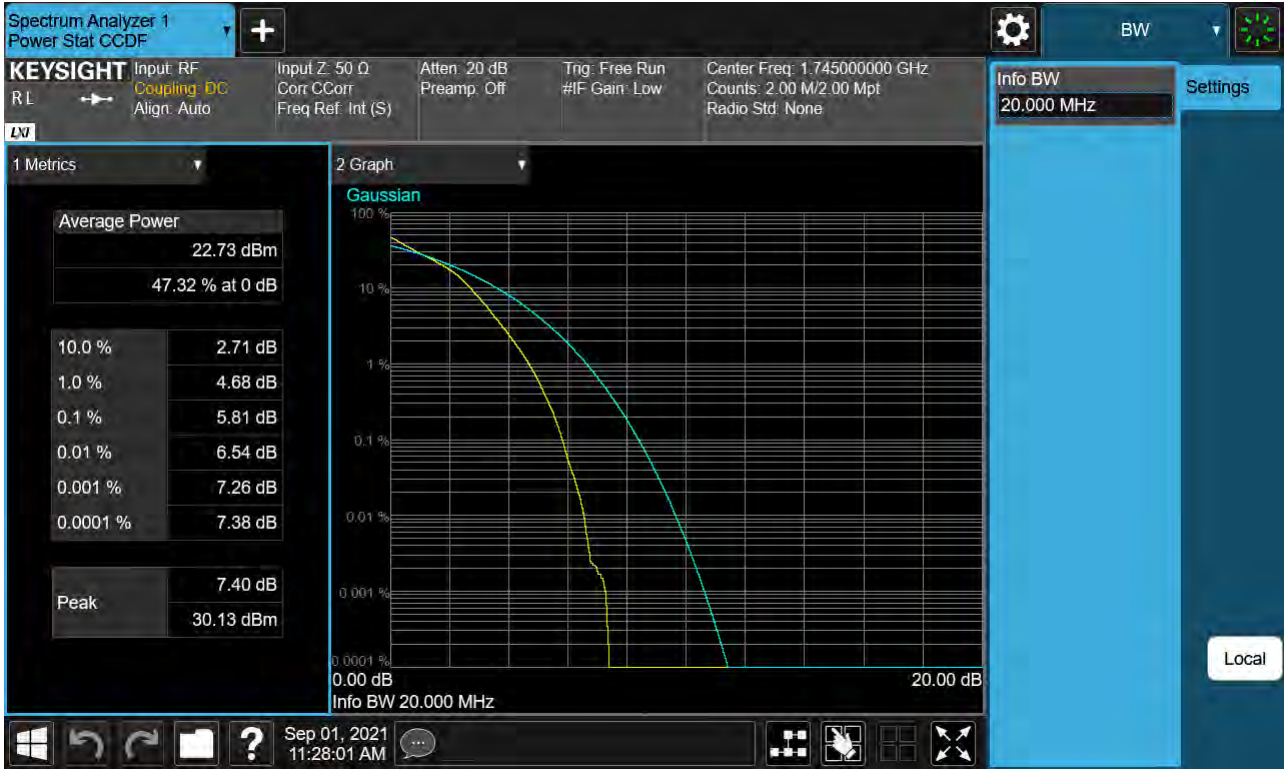 Spectrum Analyzer 1
Power Stat CCDF
BW
KEYSIGHT
R L
LXI
Input: RF
Coupling: DC
Align: Auto
Input Z: 50 Ω
Corr CCorr
Freq Ref: Int (S)
Atten: 20 dB
Preamp: Off
Trig: Free Run
#IF Gain: Low
Center Freq: 1.745000000 GHz
Counts: 2.00 M/2.00 Mpt
Radio Std: None
Info BW
20.000 MHz
Settings
1 Metrics
Average Power
22.73 dBm
47.32 % at 0 dB
10.0 % 2.71 dB
1.0 % 4.68 dB
0.1 % 5.81 dB
0.01 % 6.54 dB
0.001 % 7.26 dB
0.0001 % 7.38 dB
Peak
7.40 dB
30.13 dBm
2 Graph
Gaussian
100 %
10 %
1 %
0.1 %
0.01 %
0.001 %
0.0001 %
0.00 dB 20.00 dB
Info BW 20.000 MHz
Local
?
Sep 01, 2021
11:28:01 AM